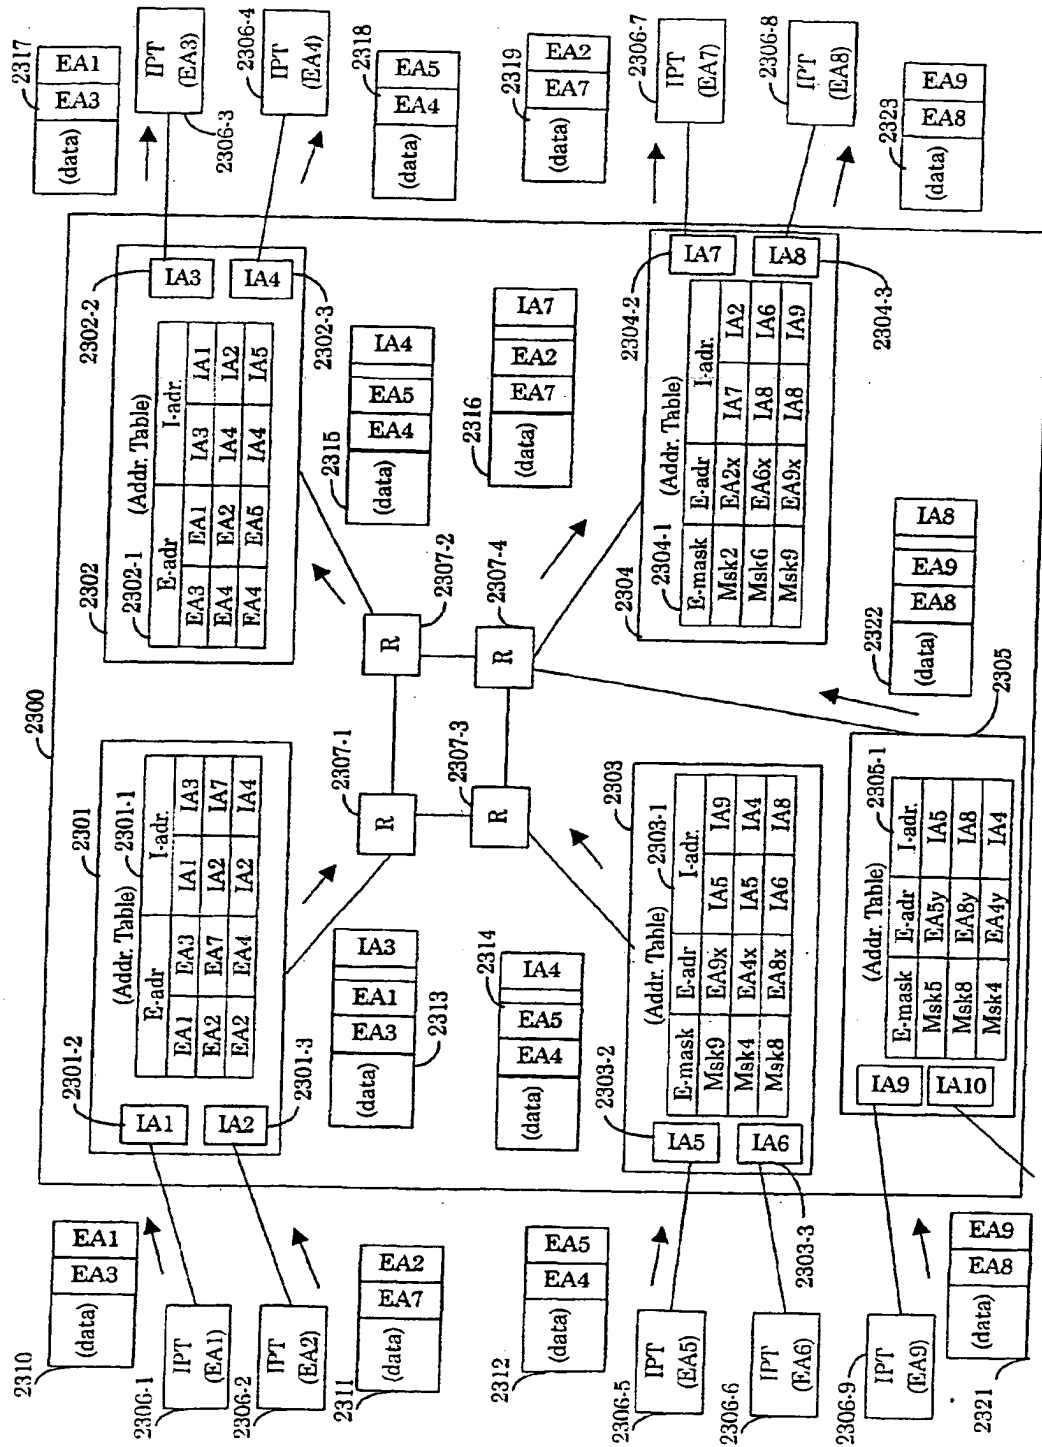 2310
(data) EA3 EA1
2306-1
IPT (EA1)
2306-2
IPT (EA2)
2311
(data) EA7 EA2
2312
(data) EA4 EA5
2306-5
IPT (EA5)
2306-6
IPT (EA6)
2306-9
IPT (EA9)
2321
(data) EA8 EA9
2300
2301
2301-2
IA1
IA2
2301-3
(Addr. Table) 2301-1
E-adr I-adr.
EA1 EA3 IA1 IA3
EA2 EA7 IA2 IA7
EA2 EA4 IA2 IA4
2313
(data) EA3 EA1 IA3
2314
(data) EA4 EA5 IA4
2303
2303-2
IA5
IA6
2303-3
(Addr. Table) 2303-1
E-mask E-adr I-adr.
Msk9 EA9x IA5 IA9
Msk4 EA4x IA5 IA4
Msk8 EA8x IA6 IA8
2305
IA9
IA10
(Addr. Table) 2305-1
E-mask E-adr I-adr.
Msk5 EA5y IA5
Msk8 EA8y IA8
Msk4 EA4y IA4
2307-1
R
2307-2
R
2307-3
R
2307-4
R
2302
2302-1 (Addr. Table)
E-adr I-adr.
EA3 EA1 IA3 IA1
EA4 EA2 IA4 IA2
EA4 EA5 IA4 IA5
2302-2
IA3
IA4
2302-3
2315
(data) EA4 EA5 IA4
2316
(data) EA7 EA2 IA7
2304
2304-1 (Addr. Table)
E-mask E-adr I-adr.
Msk2 EA2x IA7 IA2
Msk6 EA6x IA8 IA6
Msk9 EA9x IA8 IA9
2304-2
IA7
IA8
2304-3
2322
(data) EA8 EA9 IA8
2317
(data) EA3 EA1
IPT (EA3)
2306-3
2306-4
IPT (EA4)
2318
(data) EA4 EA5
2319
(data) EA7 EA2
2306-7
IPT (EA7)
2306-8
IPT (EA8)
2323
(data) EA8 EA9